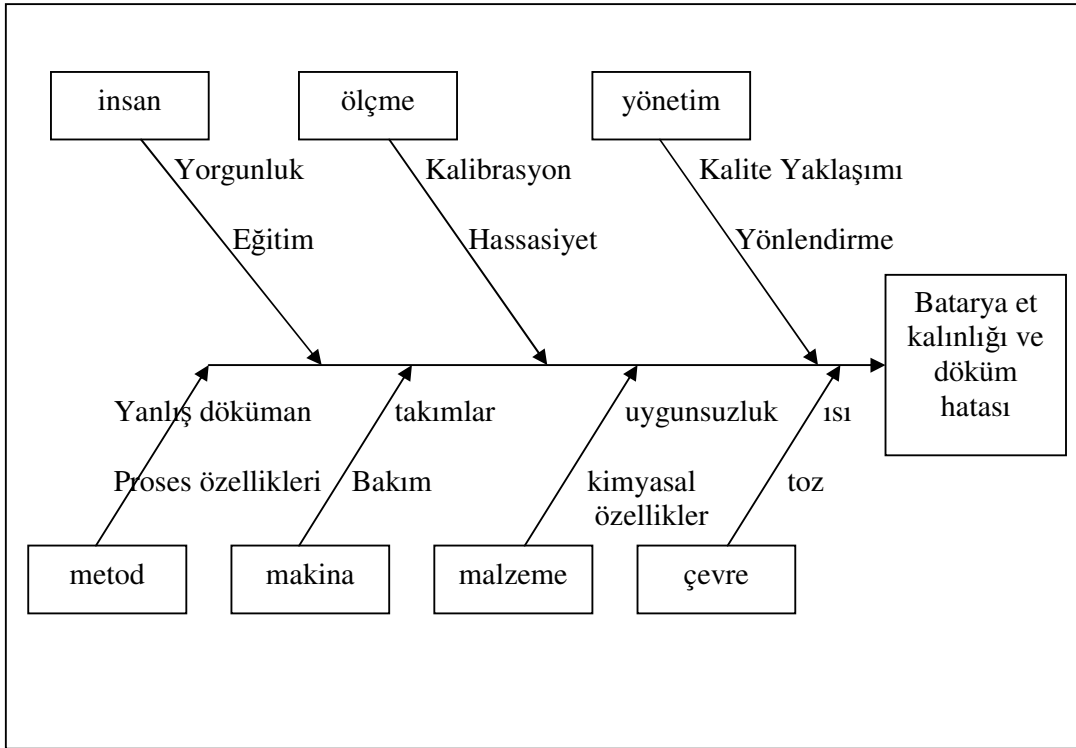 insan
ölçme
yönetim
Yorgunluk
Kalibrasyon
Kalite Yaklaşımı
Eğitim
Hassasiyet
Yönlendirme
Batarya et
kalınlığı ve
döküm
hatası
Yanlış döküman
takımlar
uygunsuzluk
ısı
Proses özellikleri
Bakım
kimyasal
özellikler
toz
metod
makina
malzeme
çevre